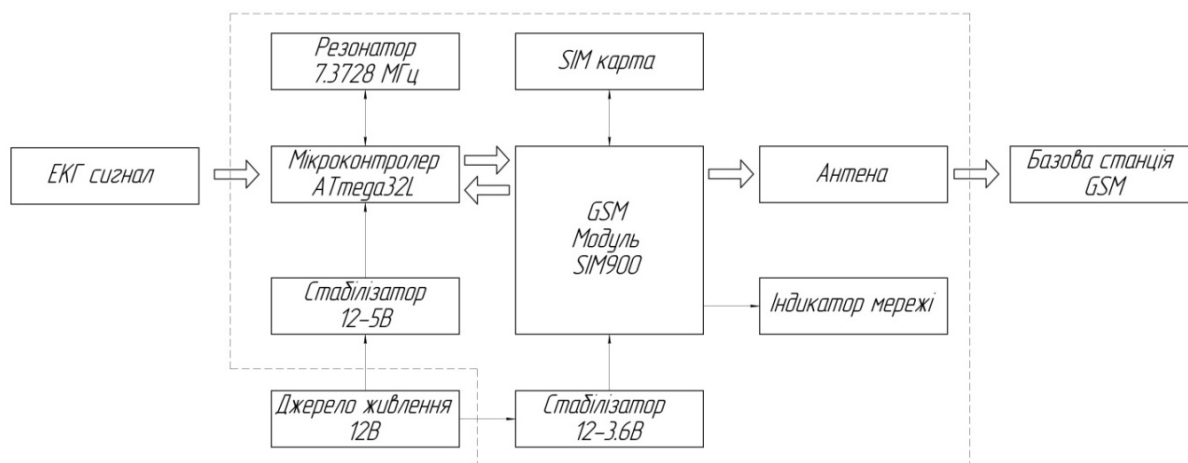 Резонатор
7.3728 МГц
SIM карта
ЕКГ сигнал
Мікроконтролер
ATmega32L
GSM
Модуль
SIM900
Антена
Базова станція
GSM
Стабілізатор
12-5В
Індикатор мережі
Джерело живлення
12В
Стабілізатор
12-3.6В